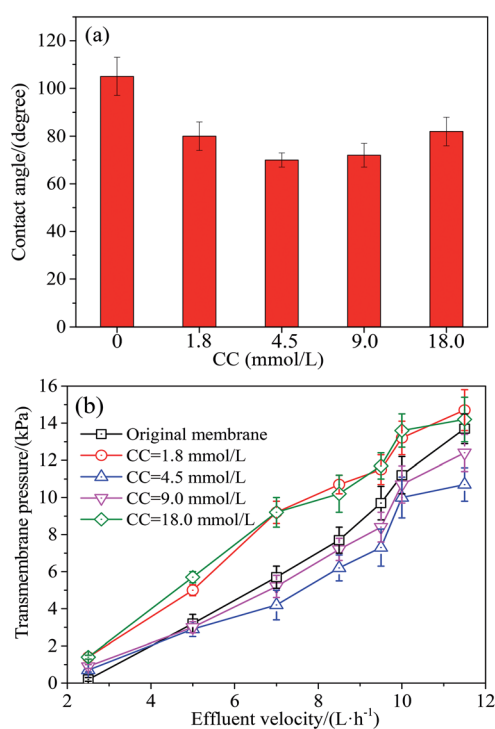 (a)
Contact angle/(degree)
120
100
80
60
40
20
0
0 1.8 4.5 9.0 18.0
CC (mmol/L)
(b)
Transmembrane pressure/(kPa)
16
14
12
10
8
6
4
2
0
Original membrane
CC=1.8 mmol/L
CC=4.5 mmol/L
CC=9.0 mmol/L
CC=18.0 mmol/L
2 4 6 8 10 12
Effluent velocity/(L·h⁻¹)